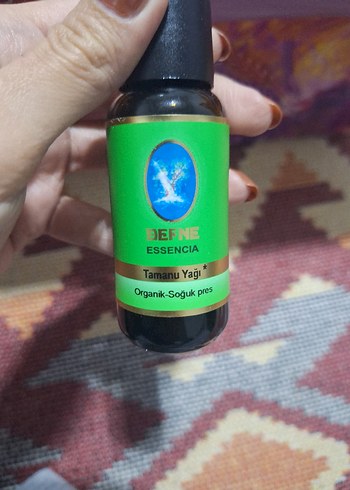 DEFNE
ESSENCIA
Tamanu Yağı*
Organik-Soğuk pres